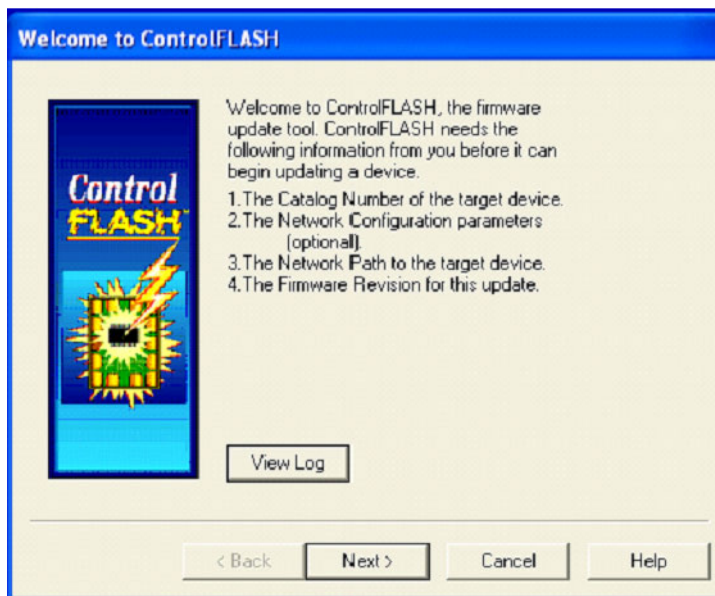 Welcome to ControlFLASH
Control
FLASH
Welcome to ControlFLASH, the firmware
update tool. ControlFLASH needs the
following information from you before it can
begin updating a device.
1.The Catalog Number of the target device.
2.The Network Configuration parameters
(optional).
3.The Network Path to the target device.
4.The Firmware Revision for this update.
View Log
< Back
Next >
Cancel
Help